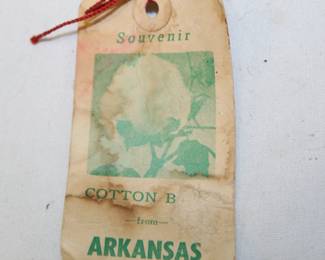 Souvenir
COTTON B
—from—
ARKANSAS